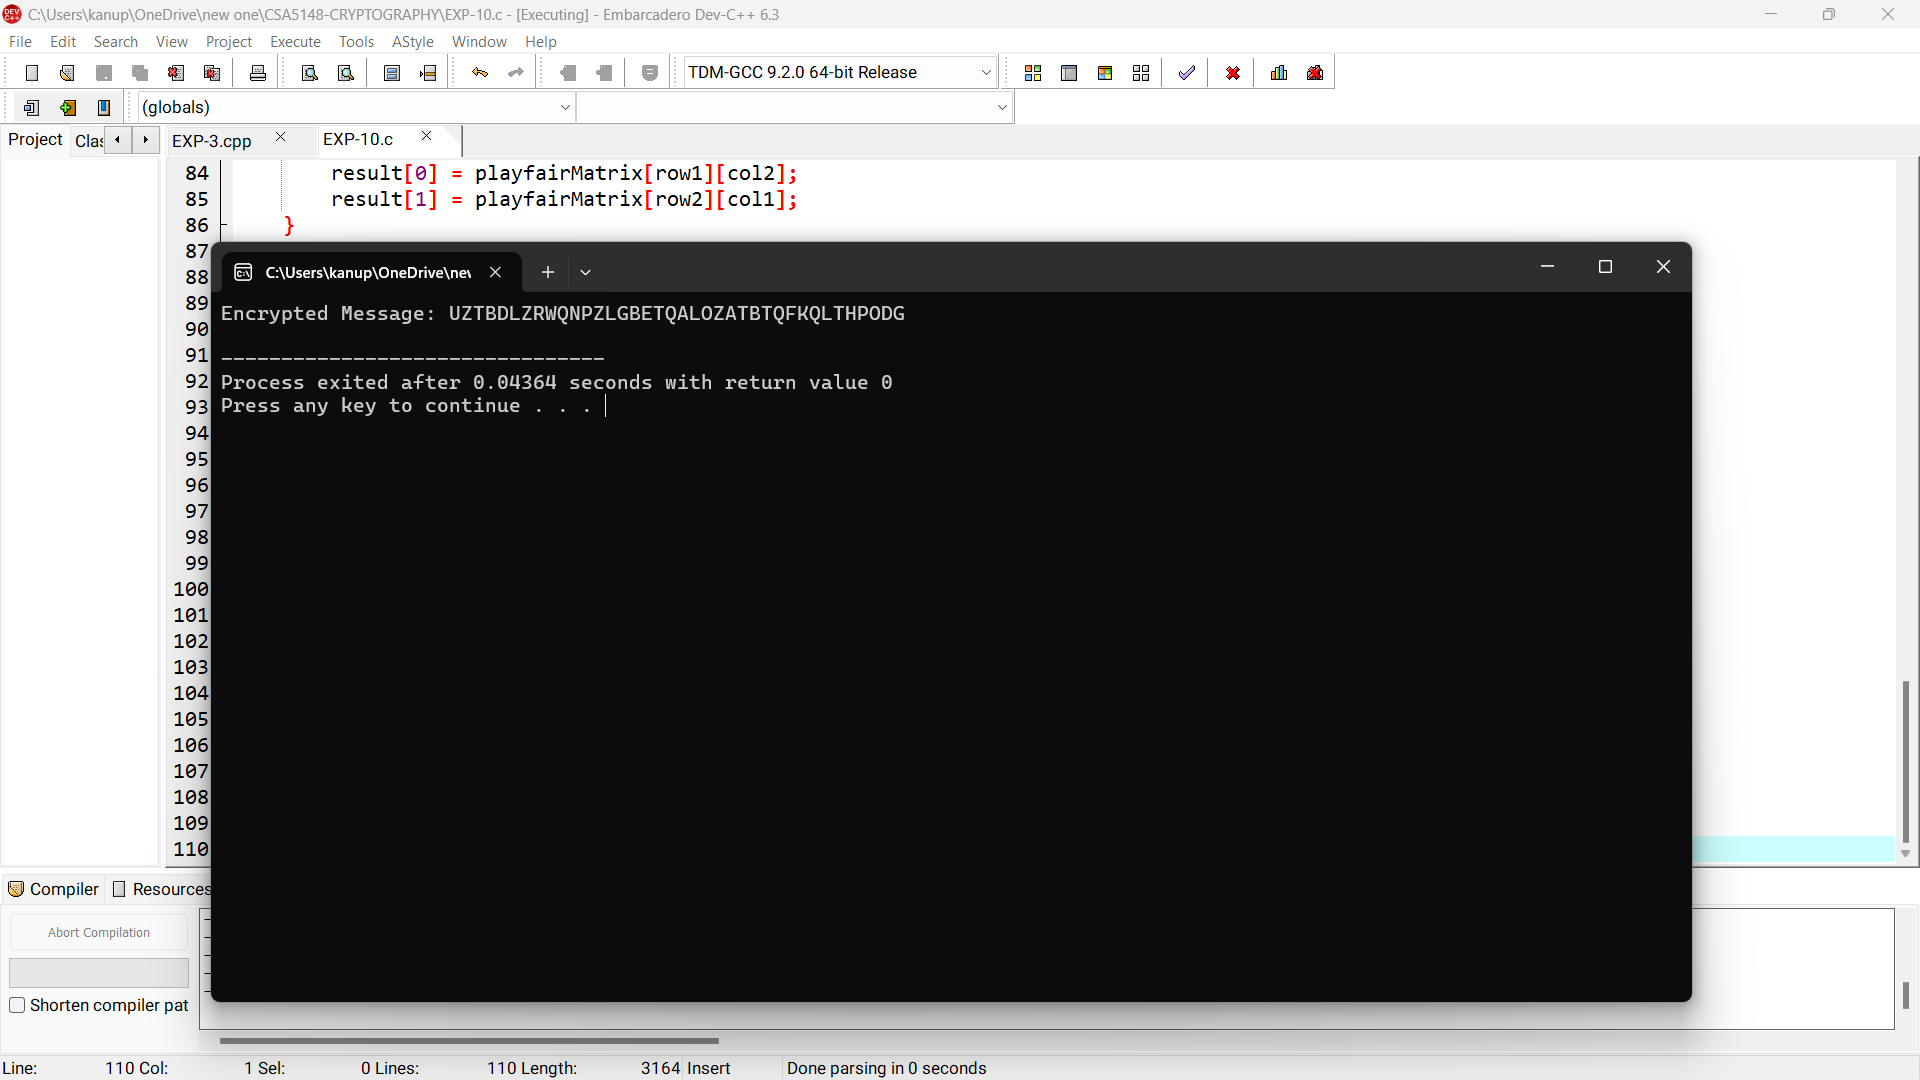 C:\Users\kanup\OneDrive\new one\CSA5148-CRYPTOGRAPHY\EXP-10.c - [Executing] - Embarcadero Dev-C++ 6.3
File Edit Search View Project Execute Tools AStyle Window Help
TDM-GCC 9.2.0 64-bit Release
(globals)
Project Clas EXP-3.cpp EXP-10.c
84 result[0] = playfairMatrix[row1][col2];
85 result[1] = playfairMatrix[row2][col1];
86 }
87
C:\Users\kanup\OneDrive\nev
88
89
Encrypted Message: UZTBDLZRWQNPZLGBETQALOZATBTQFKQLTHPODG
90
91
--------------------------------
92
Process exited after 0.04364 seconds with return value 0
93
Press any key to continue . . .
94
95
96
97
98
99
100
101
102
103
104
105
106
107
108
109
110
Compiler Resources
Abort Compilation
Shorten compiler pat
Line: 110 Col: 1 Sel: 0 Lines: 110 Length: 3164 Insert Done parsing in 0 seconds